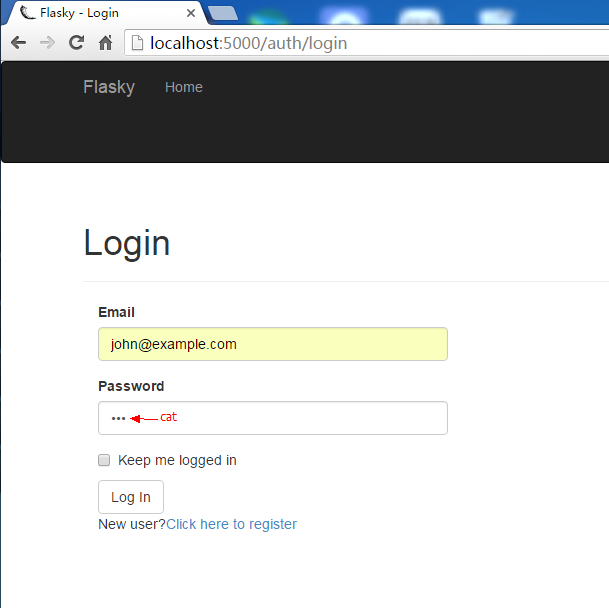 Flasky - Login
localhost:5000/auth/login
Flasky Home
Login
Email
john@example.com
Password
••• cat
Keep me logged in
Log In
New user?Click here to register